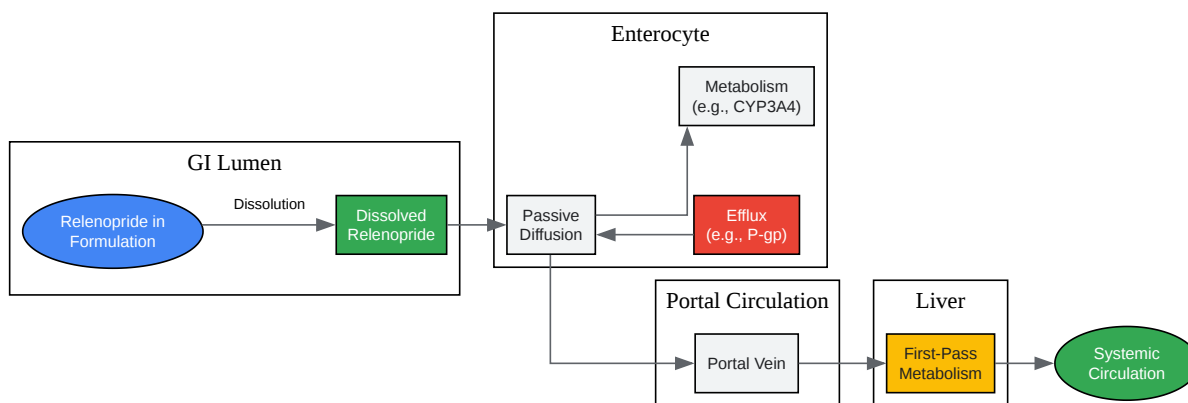 Enterocyte
Metabolism
(e.g., CYP3A4)
GI Lumen
Dissolution
Relenopride in
Formulation
Dissolved
Relenopride
Passive
Diffusion
Efflux
(e.g., P-gp)
Portal Circulation
Portal Vein
Liver
First-Pass
Metabolism
Systemic
Circulation